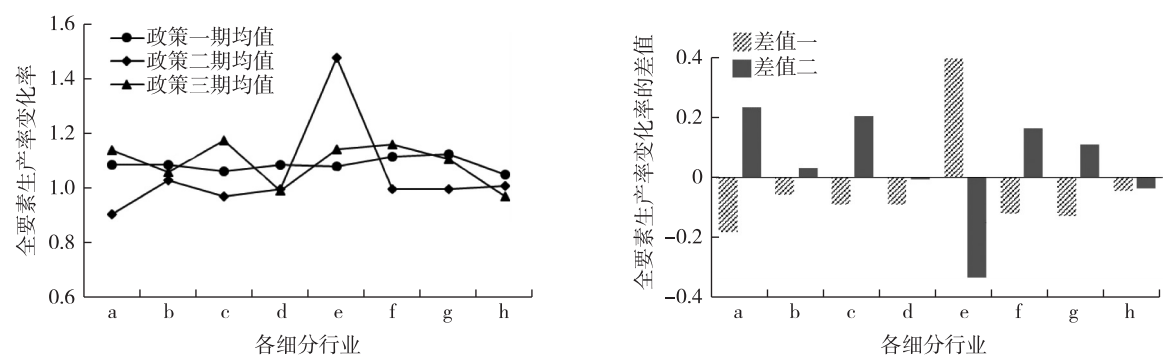 1.6
1.4
1.2
1.0
0.8
0.6
全要素生产率变化率
政策一期均值
政策二期均值
政策三期均值
a b c d e f g h
各细分行业
0.4
0.2
0
-0.2
-0.4
全要素生产率变化率的差值
差值一
差值二
a b c d e f g h
各细分行业